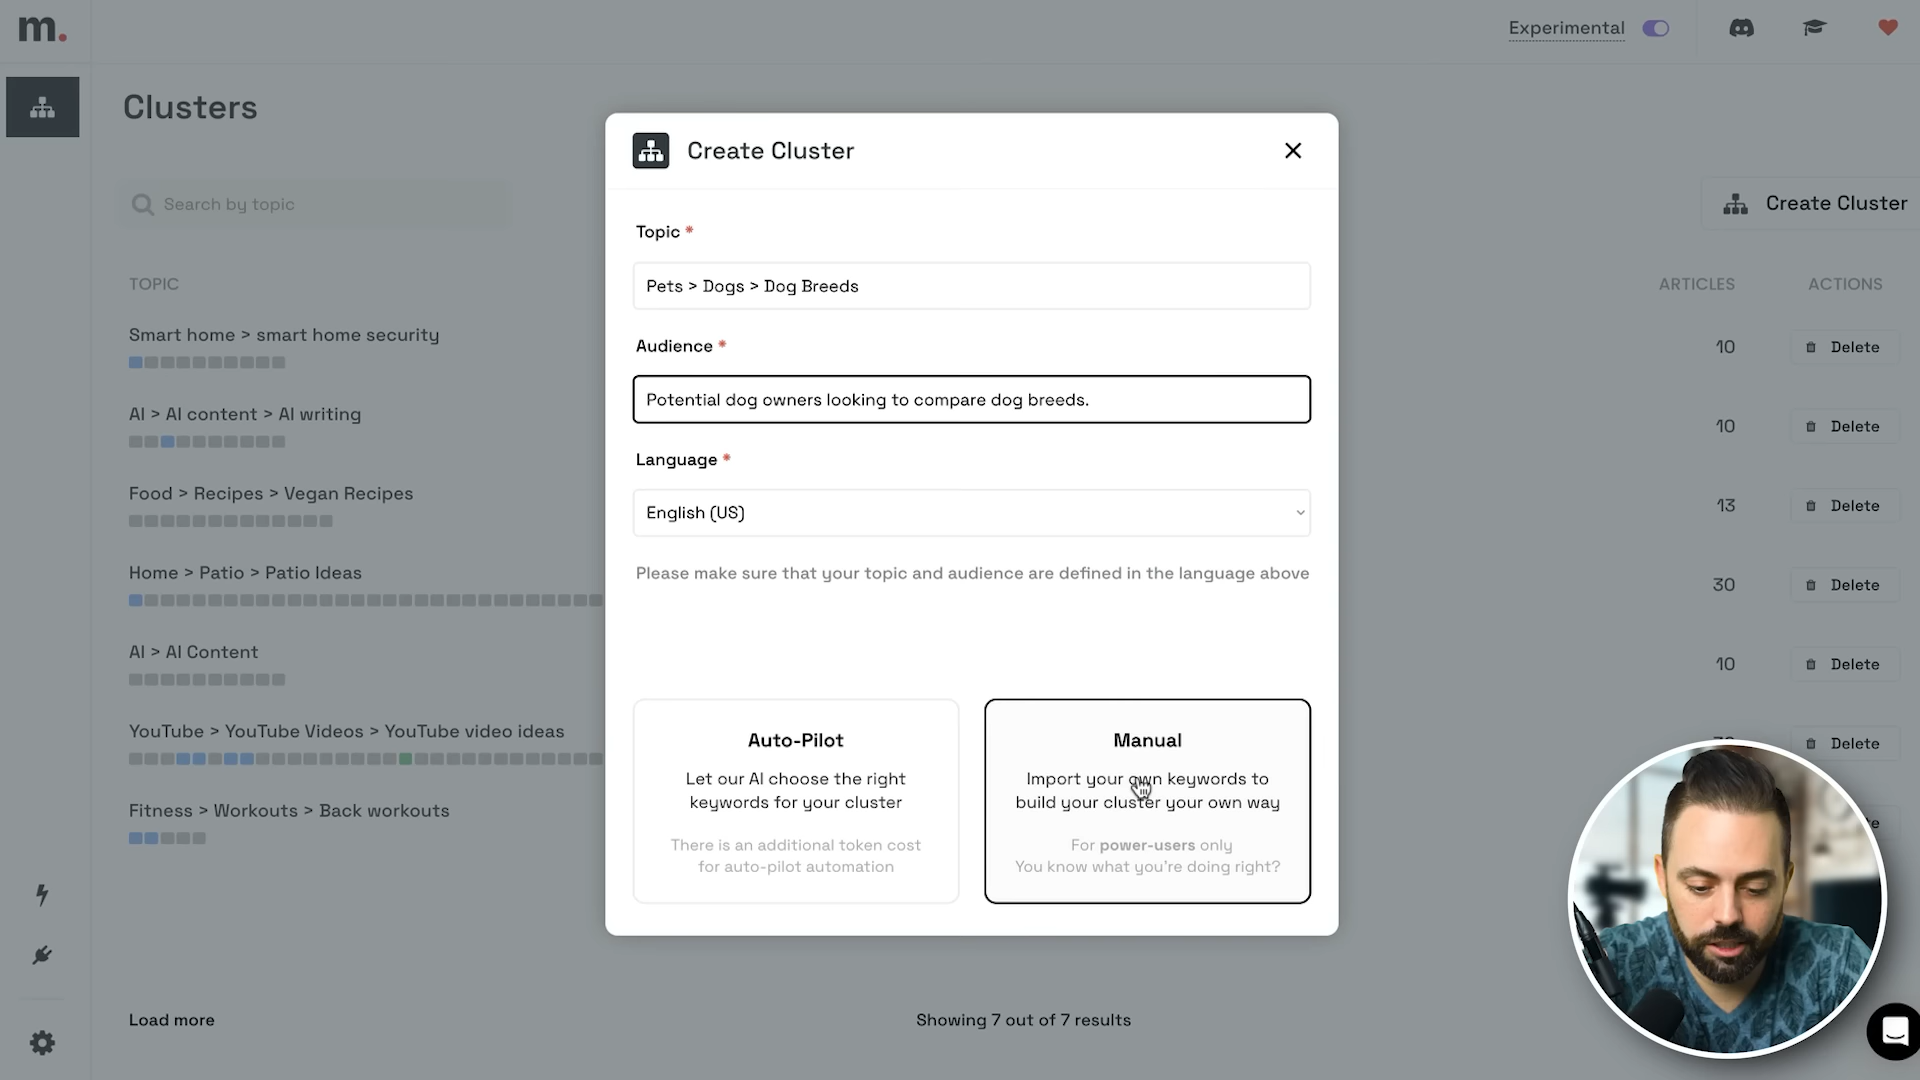 m.
Experimental
Clusters
Search by topic
Create Cluster
TOPIC
ARTICLES
ACTIONS
Smart home > smart home security
10
Delete
AI > AI content > AI writing
10
Delete
Food > Recipes > Vegan Recipes
13
Delete
Home > Patio > Patio Ideas
30
Delete
AI > AI Content
10
Delete
YouTube > YouTube Videos > YouTube video ideas
Delete
Fitness > Workouts > Back workouts
Load more
Showing 7 out of 7 results
Create Cluster
Topic *
Pets > Dogs > Dog Breeds
Audience *
Potential dog owners looking to compare dog breeds.
Language *
English (US)
Please make sure that your topic and audience are defined in the language above
Auto-Pilot
Let our AI choose the right
keywords for your cluster
There is an additional token cost
for auto-pilot automation
Manual
Import your own keywords to
build your cluster your own way
For power-users only
You know what you're doing right?